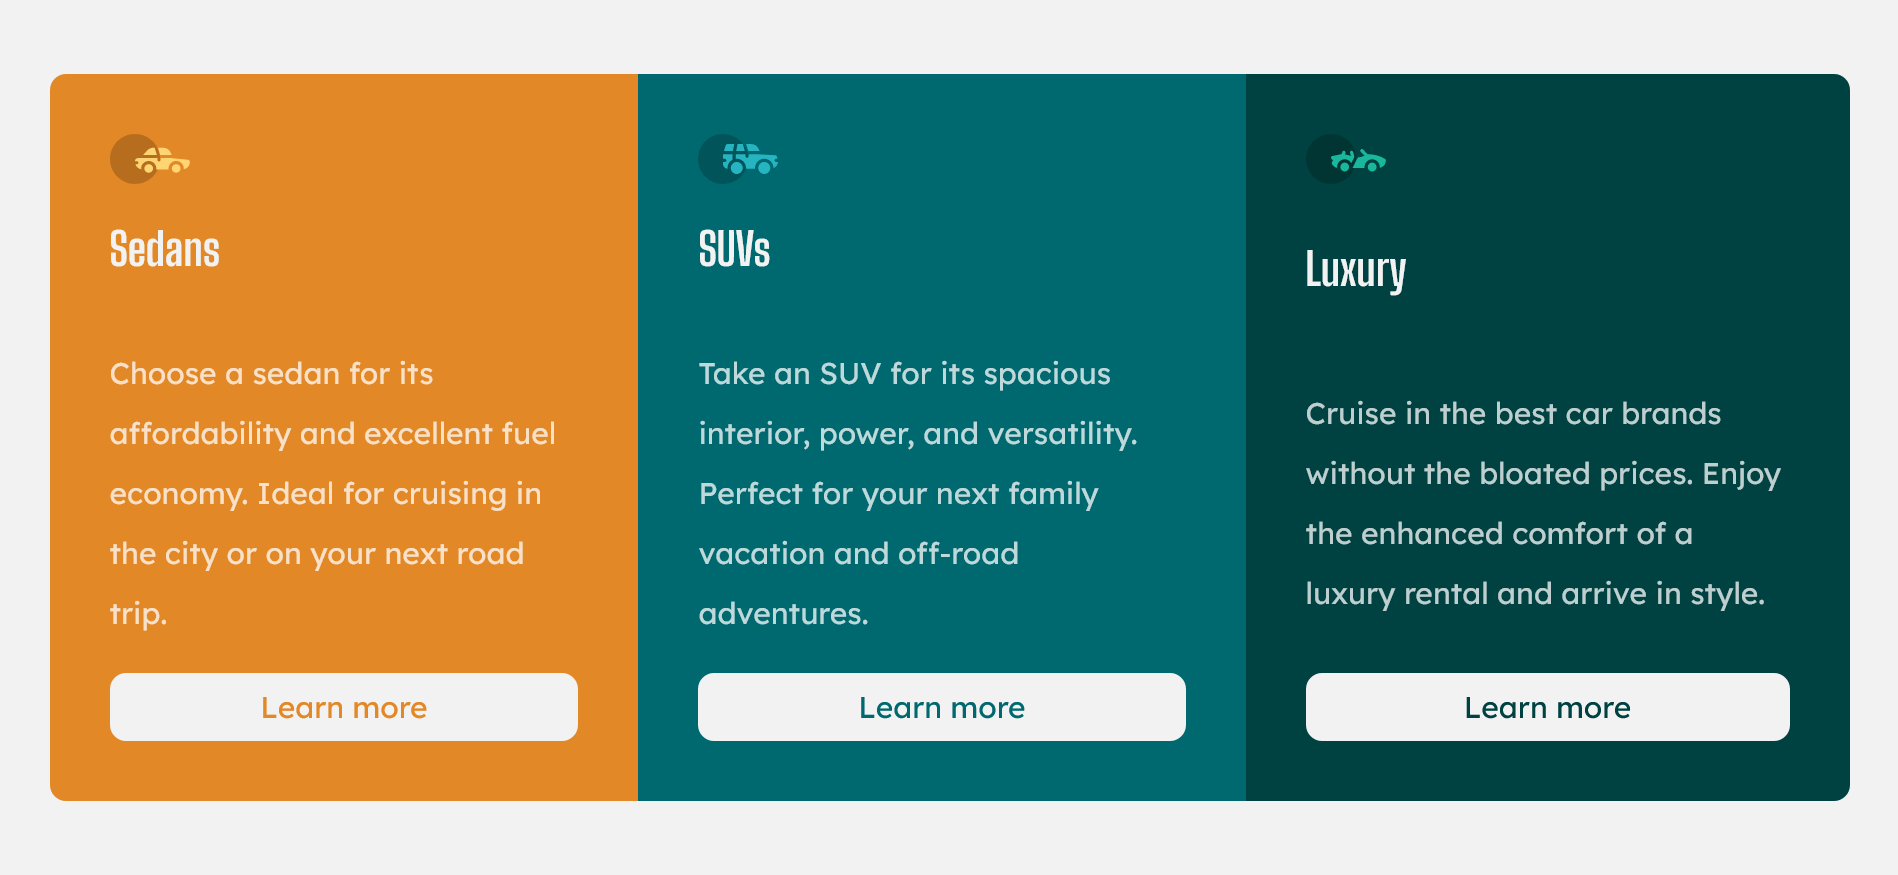 Sedans
Choose a sedan for its
affordability and excellent fuel
economy. Ideal for cruising in
the city or on your next road
trip.
Learn more
SUVs
Take an SUV for its spacious
interior, power, and versatility.
Perfect for your next family
vacation and off-road
adventures.
Learn more
Luxury
Cruise in the best car brands
without the bloated prices. Enjoy
the enhanced comfort of a
luxury rental and arrive in style.
Learn more